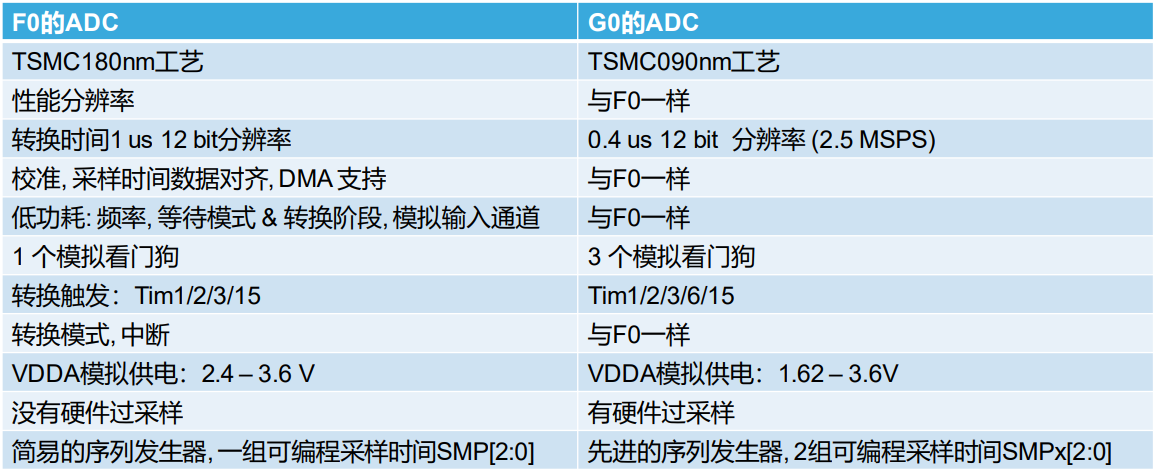 F0的ADC G0的ADC
TSMC180nm工艺 TSMC090nm工艺
性能分辨率 与F0一样
转换时间1 us 12 bit分辨率 0.4 us 12 bit 分辨率 (2.5 MSPS)
校准, 采样时间数据对齐, DMA 支持 与F0一样
低功耗: 频率, 等待模式 & 转换阶段, 模拟输入通道 与F0一样
1 个模拟看门狗 3 个模拟看门狗
转换触发：Tim1/2/3/15 Tim1/2/3/6/15
转换模式, 中断 与F0一样
VDDA模拟供电：2.4 – 3.6 V VDDA模拟供电：1.62 – 3.6V
没有硬件过采样 有硬件过采样
简易的序列发生器, 一组可编程采样时间SMP[2:0] 先进的序列发生器, 2组可编程采样时间SMPx[2:0]